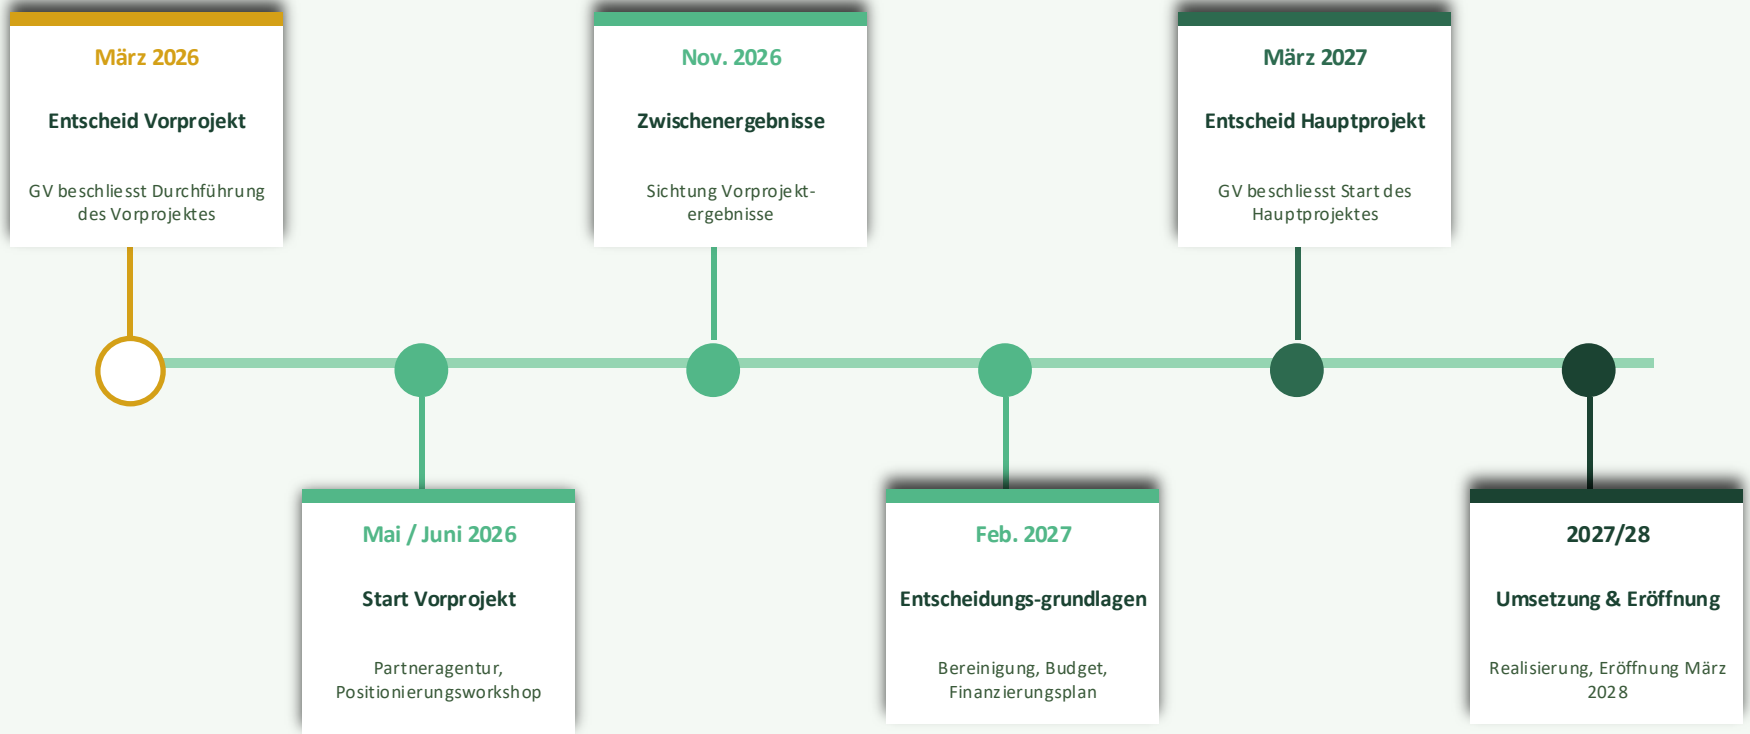 März 2026
Entscheid Vorprojekt
GV beschliesst Durchführung
des Vorprojektes
Mai / Juni 2026
Start Vorprojekt
Partneragentur,
Positionierungsworkshop
Nov. 2026
Zwischenergebnisse
Sichtung Vorprojekt-
ergebnisse
Feb. 2027
Entscheidungs-grundlagen
Bereinigung, Budget,
Finanzierungsplan
März 2027
Entscheid Hauptprojekt
GV beschliesst Start des
Hauptprojektes
2027/28
Umsetzung & Eröffnung
Realisierung, Eröffnung März
2028